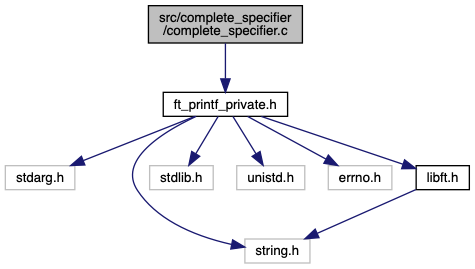 src/complete_specifier
/complete_specifier.c
ft_printf_private.h
stdarg.h
stdlib.h
unistd.h
errno.h
libft.h
string.h